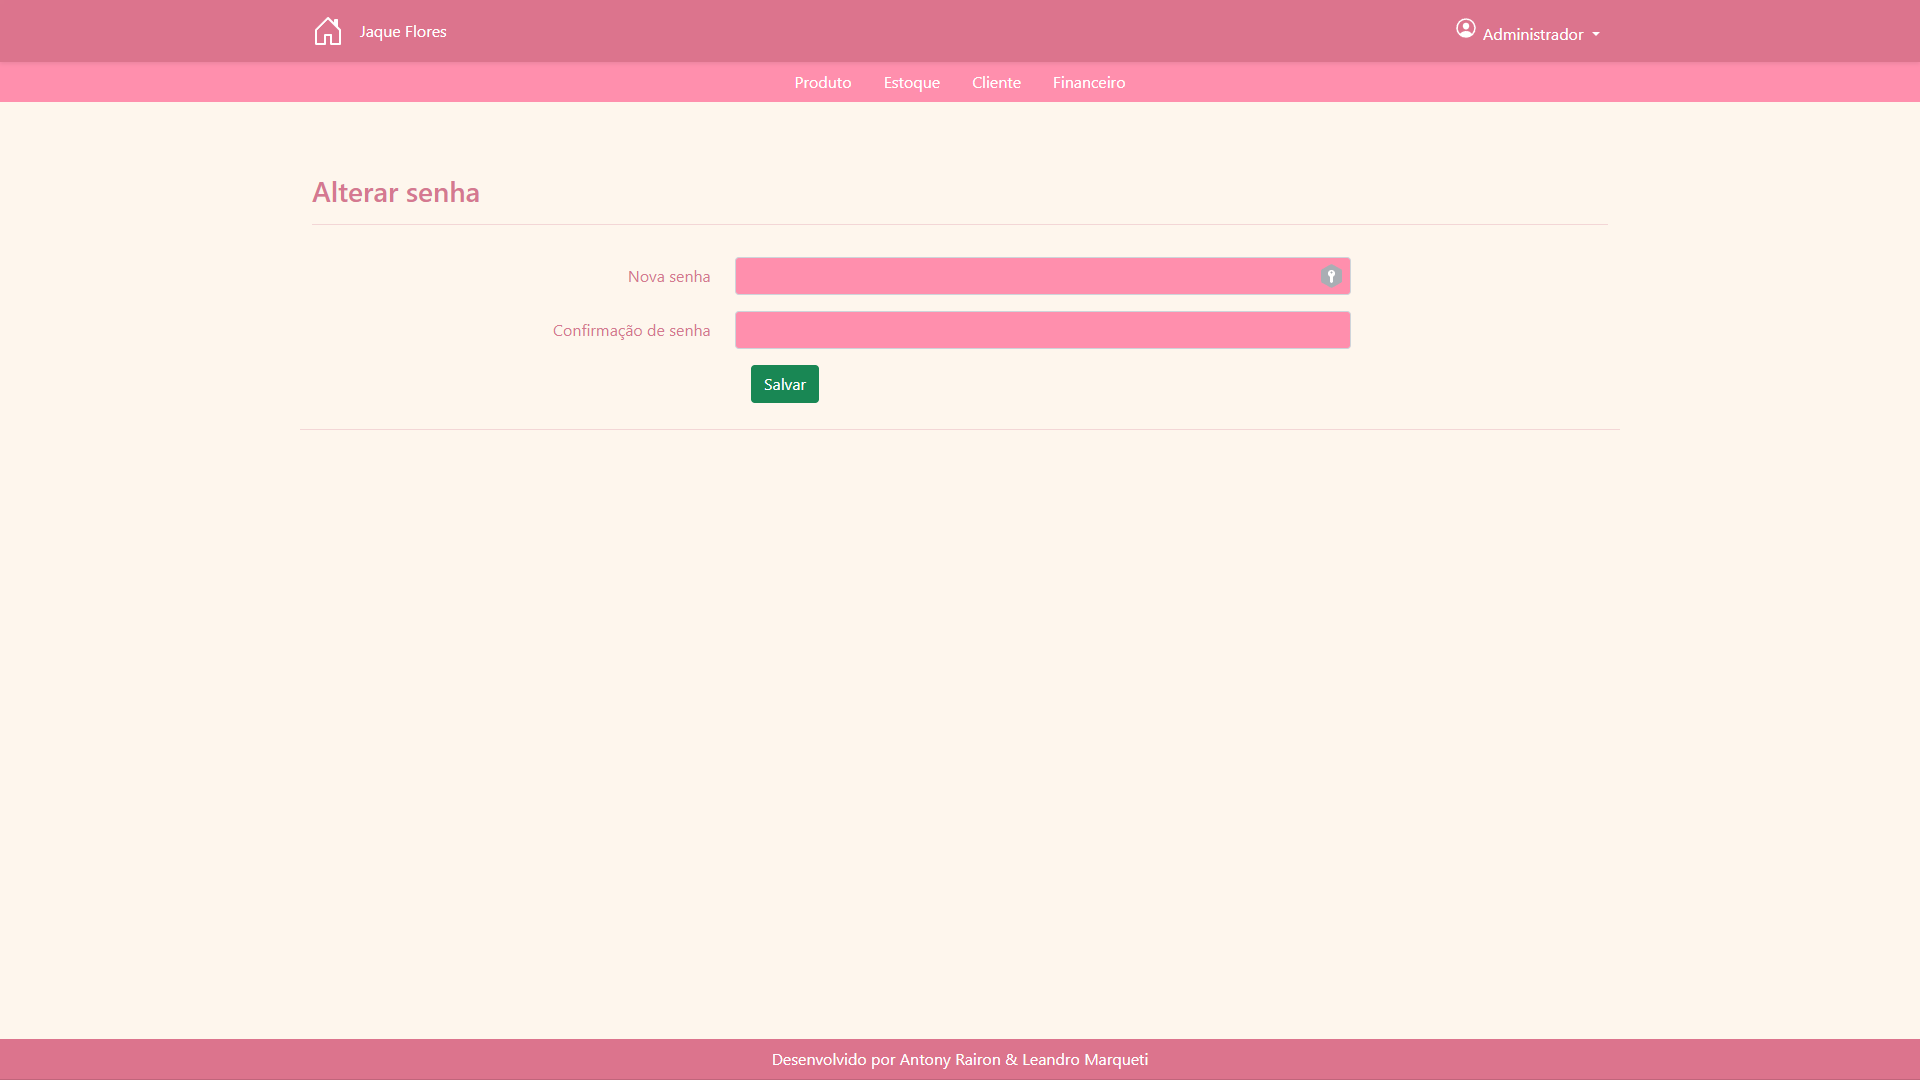 Jaque Flores
Administrador
Produto Estoque Cliente Financeiro
Alterar senha
Nova senha
Confirmação de senha
Salvar
Desenvolvido por Antony Rairon & Leandro Marqueti